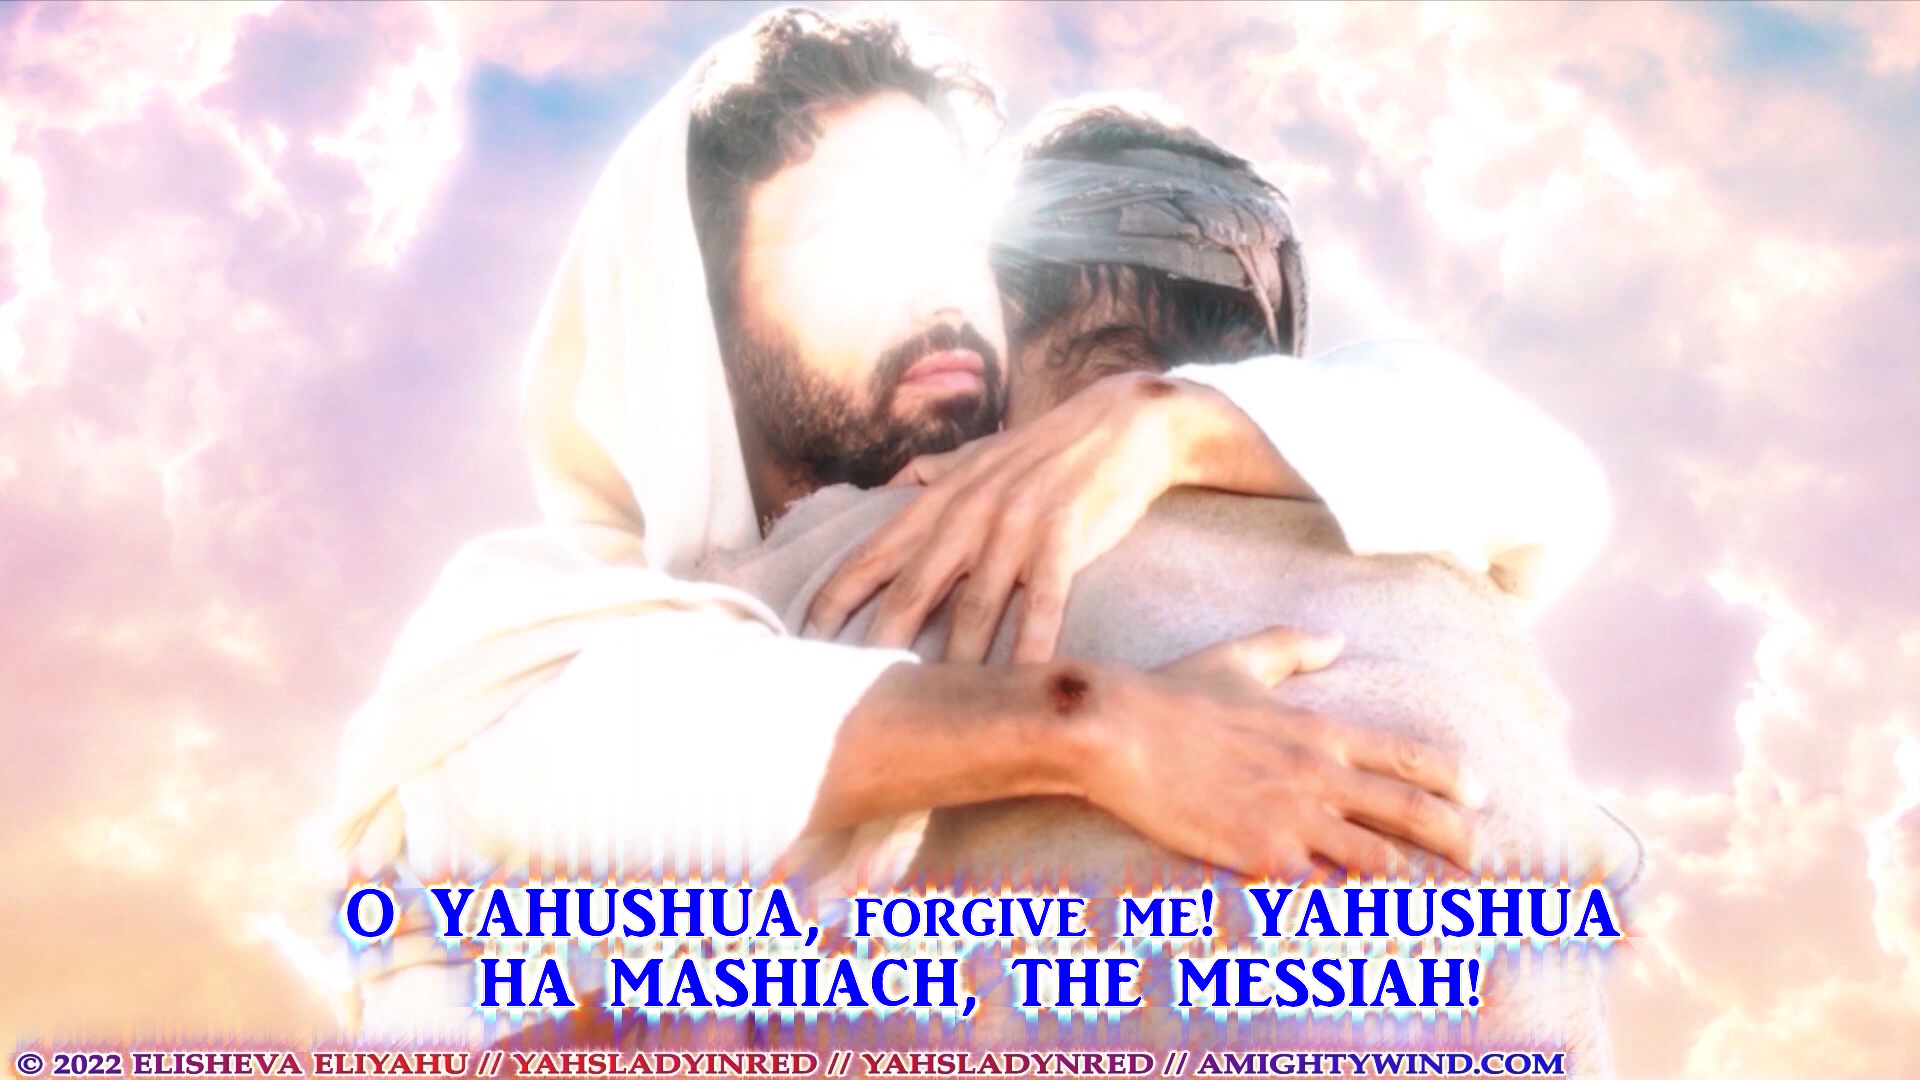 O YAHUSHUA, FORGIVE ME! YAHUSHUA
HA MASHIACH, THE MESSIAH!
© 2022 ELISHEVA ELIYAHU // YAHSLADYINRED // YAHSLADYNRED // AMIGHTYWIND.COM